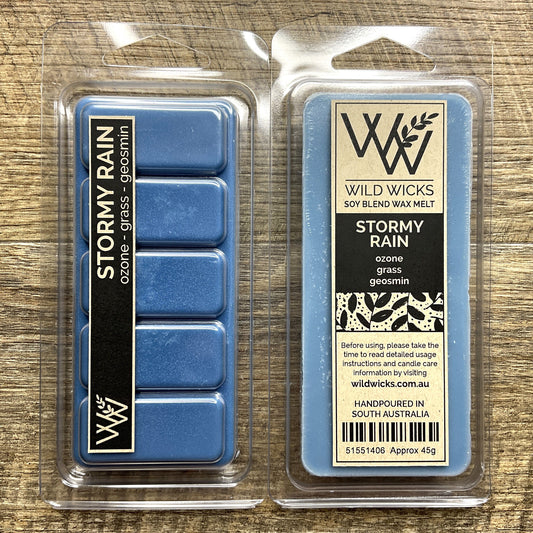 STORMY RAIN
ozone - grass - geosmin
WW
WW
WILD WICKS
SOY BLEND WAX MELT
STORMY
RAIN
ozone
grass
geosmin
Before using, please take the
time to read detailed usage
instructions and candle care
information by visiting
wildwicks.com.au
HANDPOURED IN
SOUTH AUSTRALIA
51551406 Approx 45g